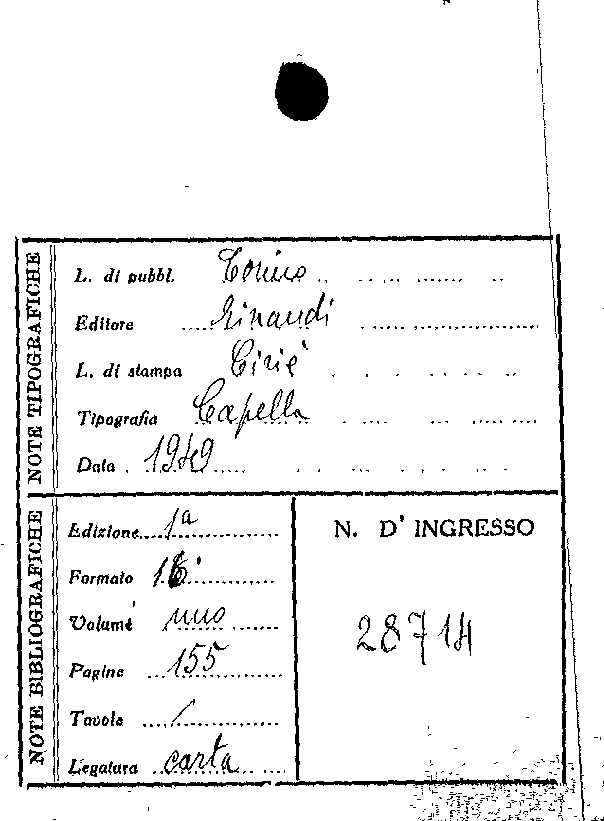 NOTE TIPOGRAFICHE
L. di pubbl. Torino
Editore Einaudi
L. di stampa Ciriè
Tipografia Capella
Data 1949
NOTE BIBLIOGRAFICHE
Edizione 1ª
Formato 16°
Volume uno
Pagine 155
Tavole /
Legatura carta
N. D' INGRESSO
28714